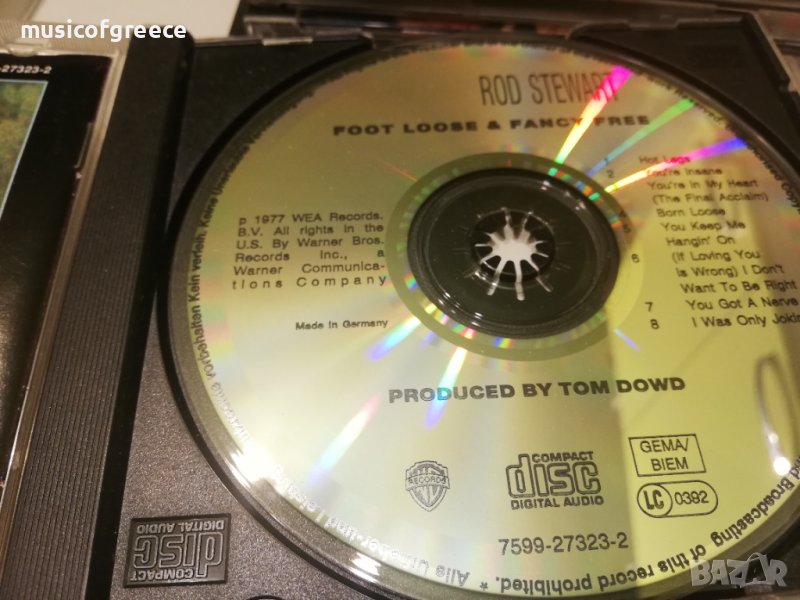 musicofgreece
-27323-2
ROD STEWART
FOOT LOOSE & FANCY FREE
1 Hot Legs
2 You're Insane
You're In My Heart
(The Final Acclaim)
Born Loose
You Keep Me
Hangin' On
6 (If Loving You
Is Wrong) I Don't
Want To Be Right
7 You Got A Nerve
8 I Was Only Jokin
p 1977 WEA Records.
B.V. All rights in the
U.S. By Warner Bros.
Records Inc., a
Warner Communica-
tions Company
Made in Germany
PRODUCED BY TOM DOWD
RECORDS
COMPACT
disc
DIGITAL AUDIO
GEMA/
BIEM
LC 0392
7599-27323-2
Broadcasting of this record prohibited. * Alle Urheber-und
vorbehalten Kein verleih. Keine
COMPACT
disc
DIGITAL AUDIO
BAZAR